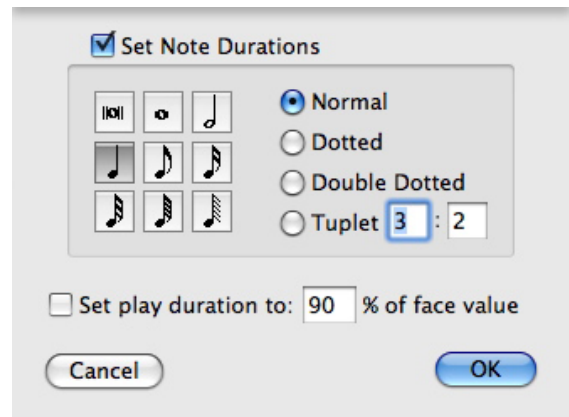 Set Note Durations
Normal
Dotted
Double Dotted
Tuplet 3 : 2
Set play duration to: 90 % of face value
Cancel OK